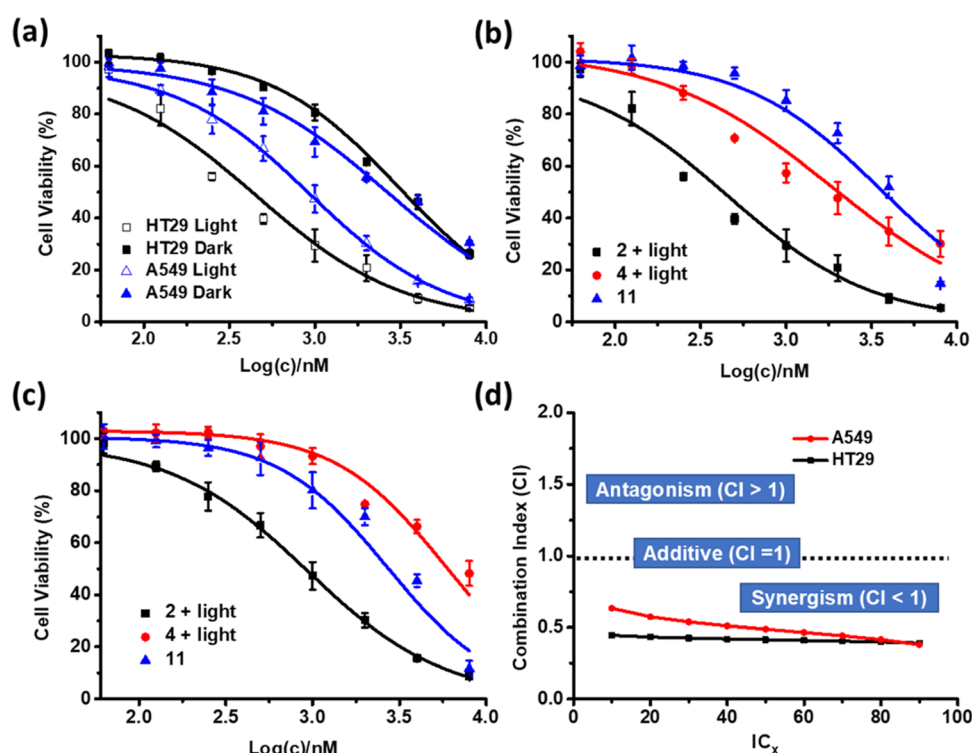 (a)
Cell Viability (%)
100
80
60
40
20
0
HT29 Light
HT29 Dark
A549 Light
A549 Dark
2.0 2.5 3.0 3.5 4.0
Log(c)/nM
(b)
Cell Viability (%)
100
80
60
40
20
0
2 + light
4 + light
11
2.0 2.5 3.0 3.5 4.0
Log(c)/nM
(c)
Cell Viability (%)
100
80
60
40
20
0
2 + light
4 + light
11
2.0 2.5 3.0 3.5 4.0
Log(c)/nM
(d)
Combination Index (CI)
2.0
1.5
1.0
0.5
0.0
A549
HT29
Antagonism (CI > 1)
Additive (CI =1)
Synergism (CI < 1)
0 20 40 60 80 100
ICx